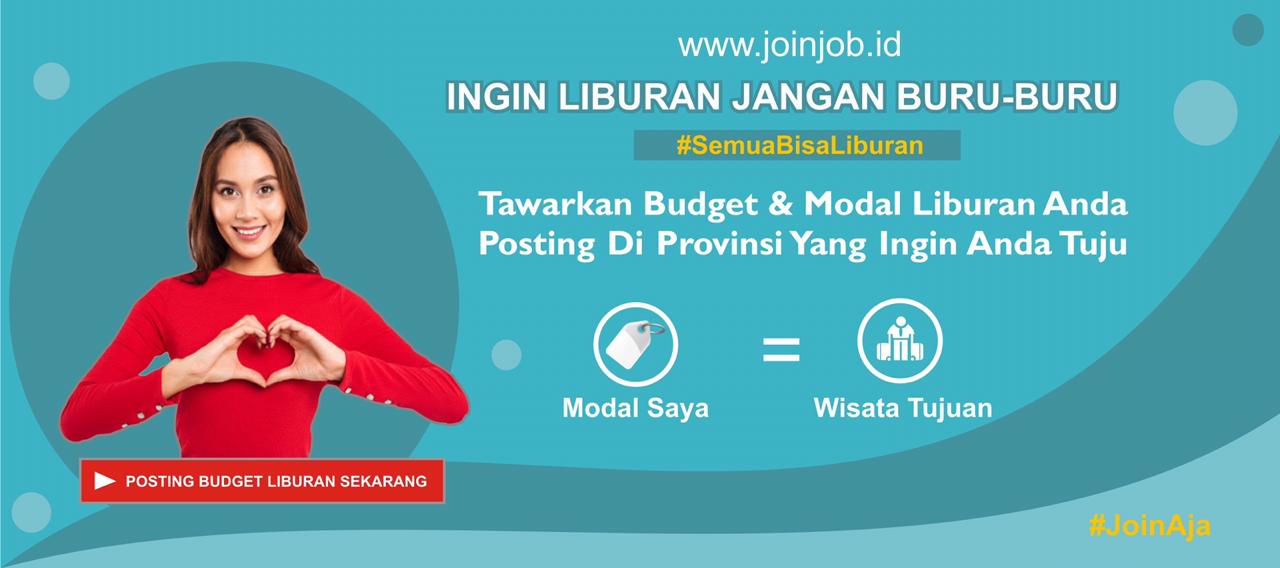 www.joinjob.id
INGIN LIBURAN JANGAN BURU-BURU
#SemuaBisaLiburan
Tawarkan Budget & Modal Liburan Anda
Posting Di Provinsi Yang Ingin Anda Tuju
=
Modal Saya
Wisata Tujuan
POSTING BUDGET LIBURAN SEKARANG
#JoinAja